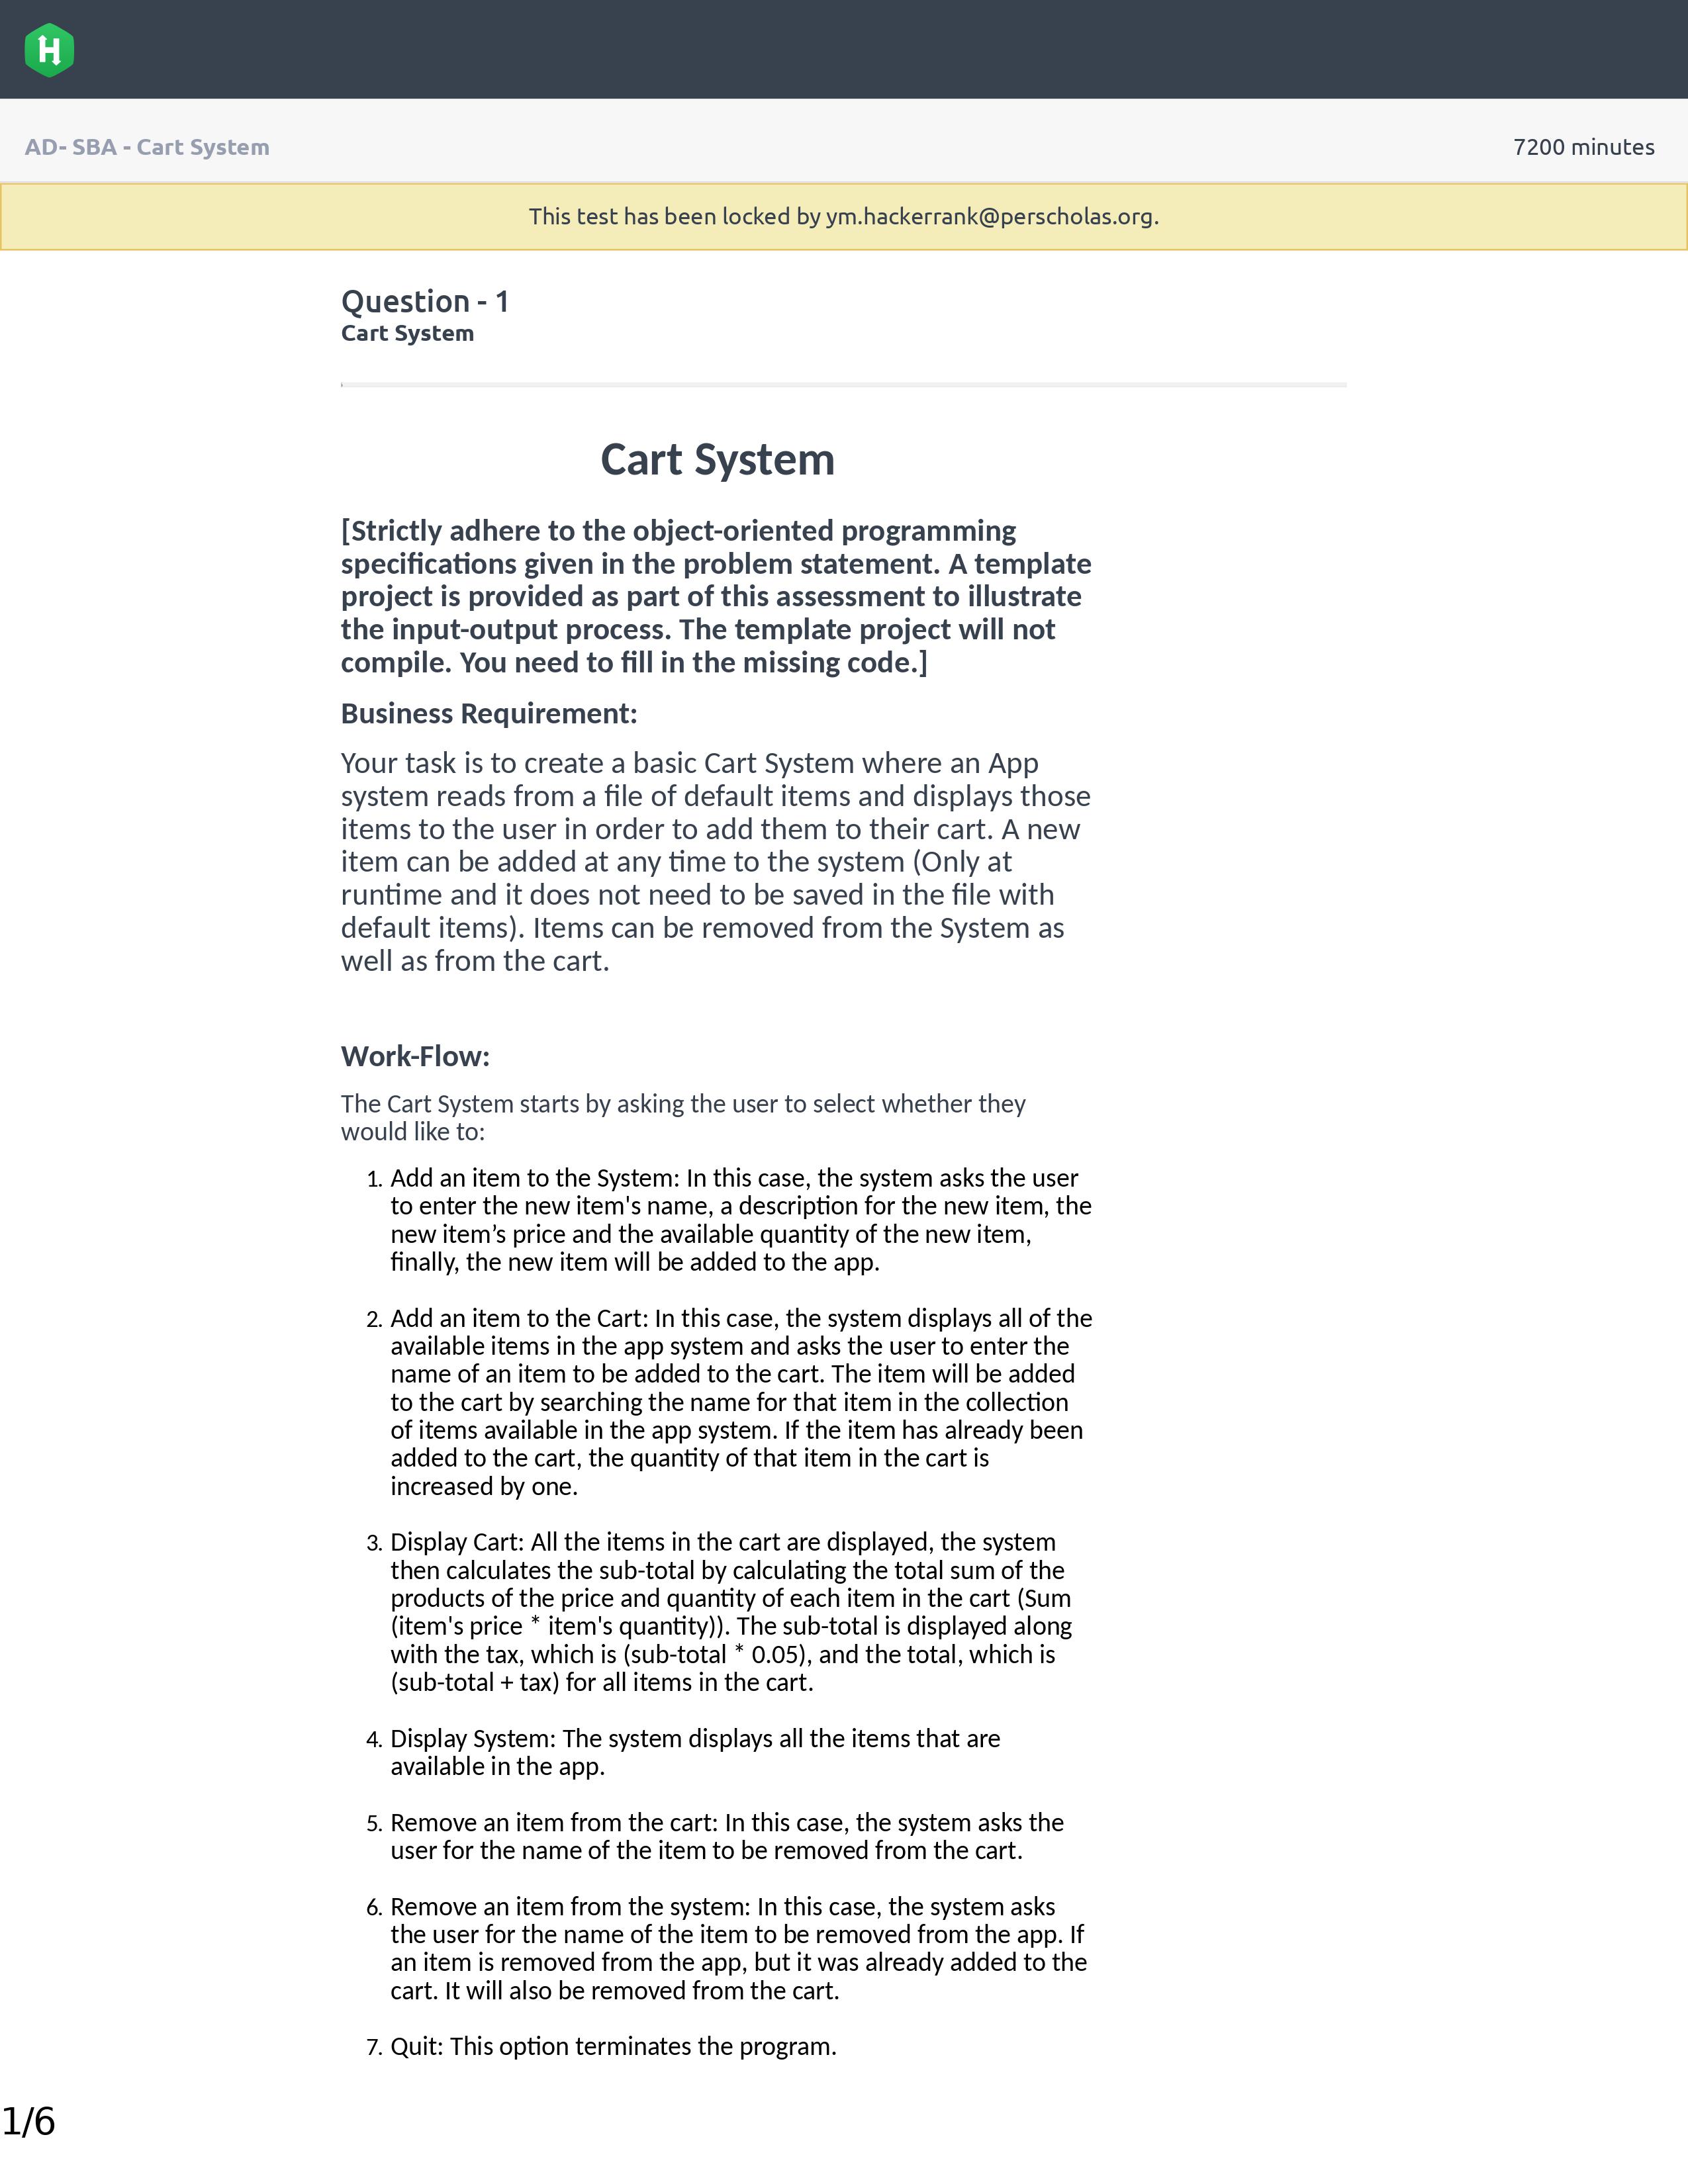 H
AD- SBA - Cart System
7200 minutes
This test has been locked by ym.hackerrank@perscholas.org.
Question - 1
Cart System
Cart System
[Strictly adhere to the object-oriented programming
specifications given in the problem statement. A template
project is provided as part of this assessment to illustrate
the input-output process. The template project will not
compile. You need to fill in the missing code.]
Business Requirement:
Your task is to create a basic Cart System where an App
system reads from a file of default items and displays those
items to the user in order to add them to their cart. A new
item can be added at any time to the system (Only at
runtime and it does not need to be saved in the file with
default items). Items can be removed from the System as
well as from the cart.
Work-Flow:
The Cart System starts by asking the user to select whether they
would like to:
1. Add an item to the System: In this case, the system asks the user
to enter the new item's name, a description for the new item, the
new item’s price and the available quantity of the new item,
finally, the new item will be added to the app.
2. Add an item to the Cart: In this case, the system displays all of the
available items in the app system and asks the user to enter the
name of an item to be added to the cart. The item will be added
to the cart by searching the name for that item in the collection
of items available in the app system. If the item has already been
added to the cart, the quantity of that item in the cart is
increased by one.
3. Display Cart: All the items in the cart are displayed, the system
then calculates the sub-total by calculating the total sum of the
products of the price and quantity of each item in the cart (Sum
(item's price * item's quantity)). The sub-total is displayed along
with the tax, which is (sub-total * 0.05), and the total, which is
(sub-total + tax) for all items in the cart.
4. Display System: The system displays all the items that are
available in the app.
5. Remove an item from the cart: In this case, the system asks the
user for the name of the item to be removed from the cart.
6. Remove an item from the system: In this case, the system asks
the user for the name of the item to be removed from the app. If
an item is removed from the app, but it was already added to the
cart. It will also be removed from the cart.
7. Quit: This option terminates the program.
1/6